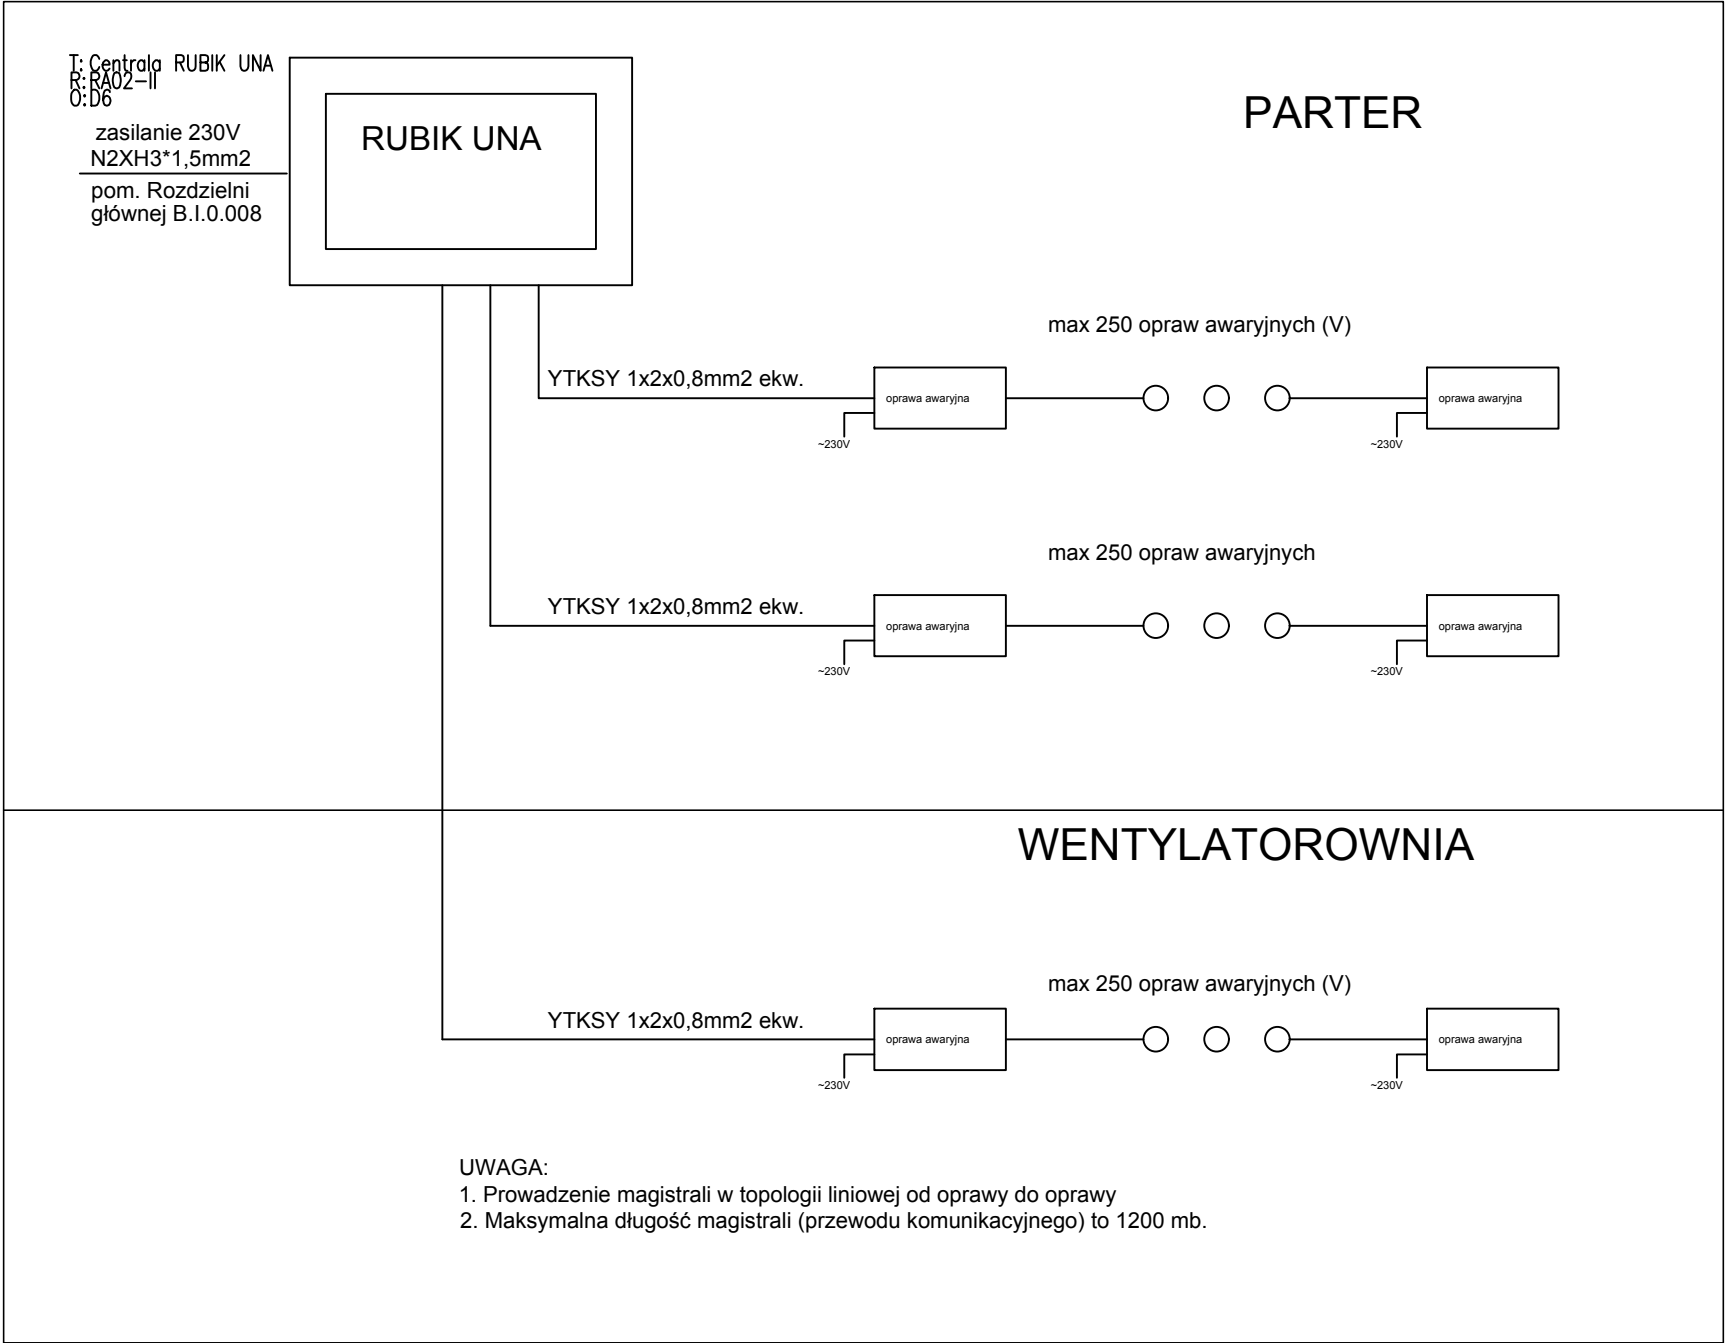 T: Centrala RUBIK UNA
R: RA02-II
O: D6
zasilanie 230V
N2XH3*1,5mm2
pom. Rozdzielni
głównej B.I.0.008
RUBIK UNA
PARTER
max 250 opraw awaryjnych (V)
YTKSY 1x2x0,8mm2 ekw.
oprawa awaryjna
oprawa awaryjna
~230V
~230V
max 250 opraw awaryjnych
YTKSY 1x2x0,8mm2 ekw.
oprawa awaryjna
oprawa awaryjna
~230V
~230V
WENTYLATOROWNIA
max 250 opraw awaryjnych (V)
YTKSY 1x2x0,8mm2 ekw.
oprawa awaryjna
oprawa awaryjna
~230V
~230V
UWAGA:
1. Prowadzenie magistrali w topologii liniowej od oprawy do oprawy
2. Maksymalna długość magistrali (przewodu komunikacyjnego) to 1200 mb.